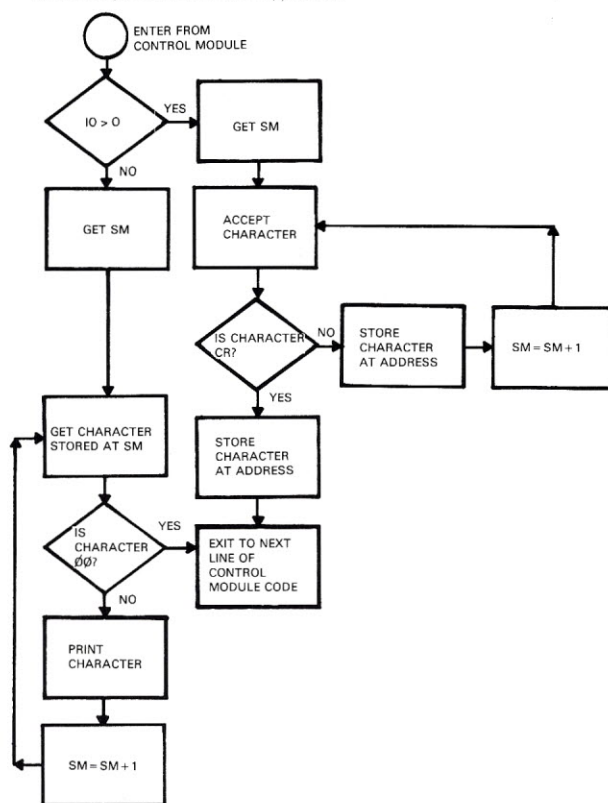 ENTER FROM
CONTROL MODULE
IO > O
YES
NO
GET SM
GET SM
ACCEPT
CHARACTER
IS CHARACTER
CR?
NO
YES
STORE
CHARACTER
AT ADDRESS
SM = SM + 1
STORE
CHARACTER
AT ADDRESS
GET CHARACTER
STORED AT SM
IS
CHARACTER
ØØ?
YES
NO
EXIT TO NEXT
LINE OF
CONTROL
MODULE CODE
PRINT
CHARACTER
SM = SM + 1